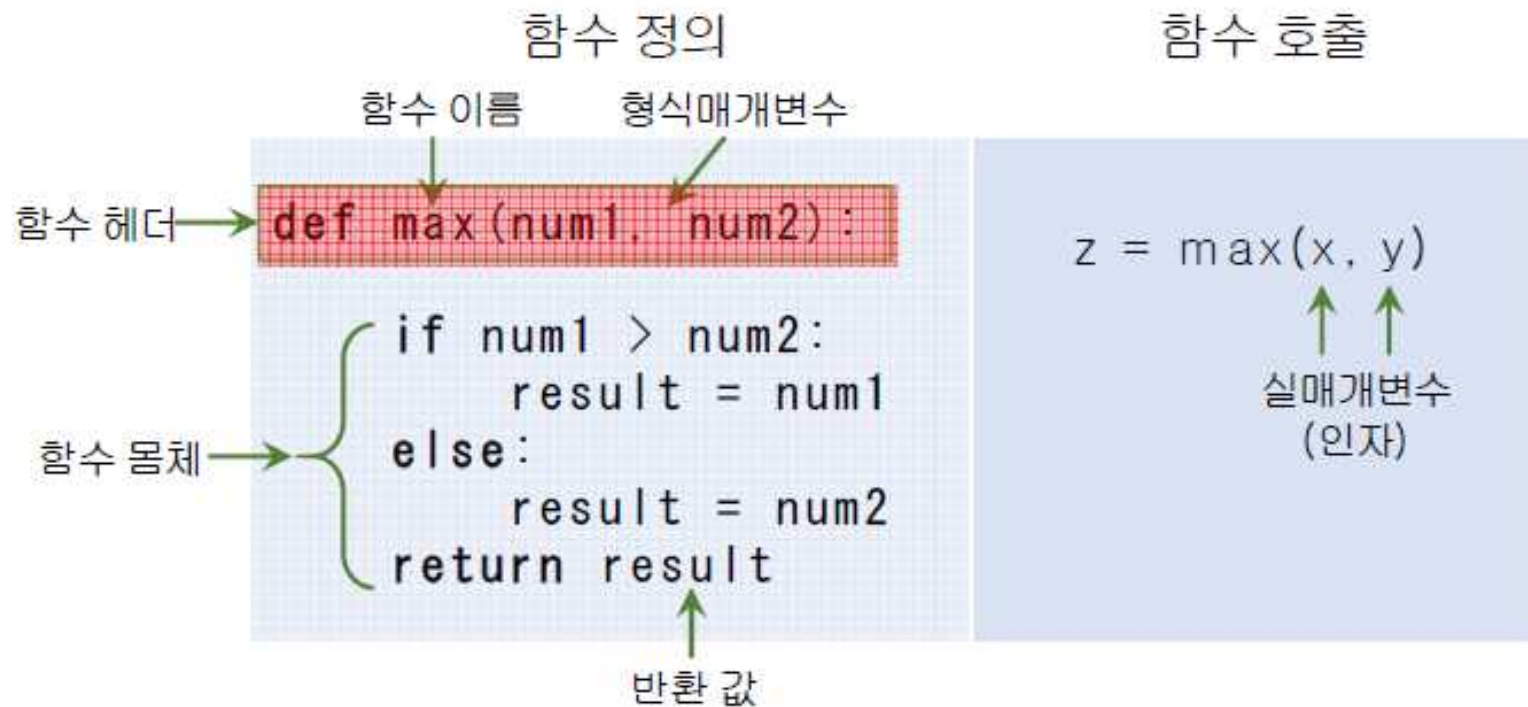 함수 정의
함수 호출
함수 이름
형식매개변수
함수 헤더
def max(num1, num2):
함수 몸체
if num1 > num2:
result = num1
else:
result = num2
return result
반환 값
z = max(x, y)
실매개변수
(인자)